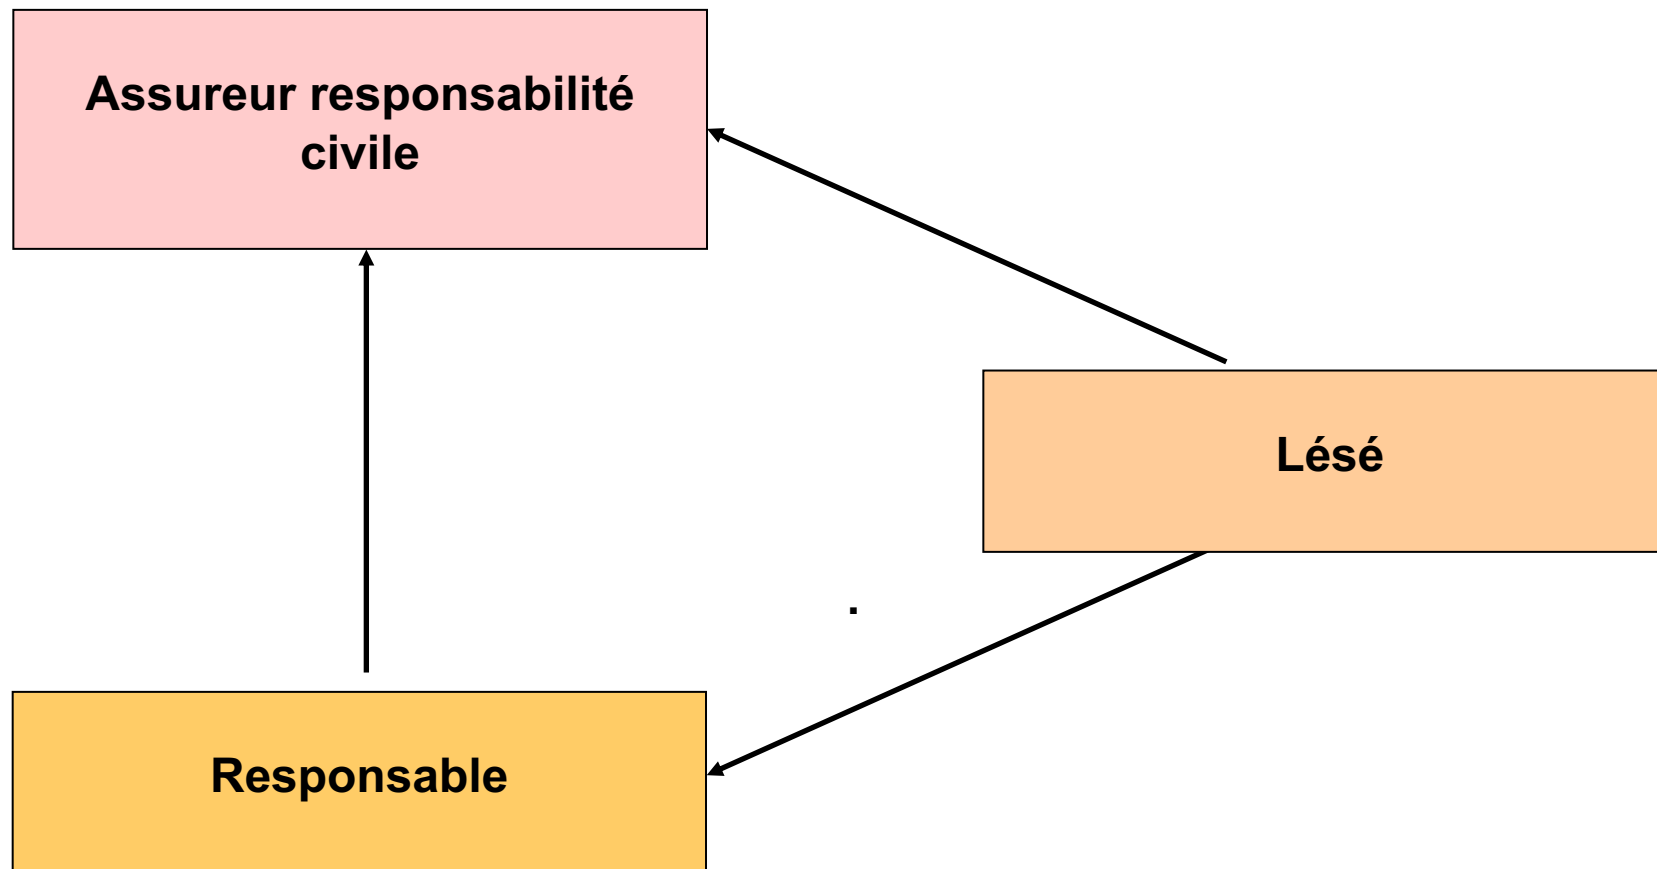 Assureur responsabilité
civile
Lésé
.
Responsable